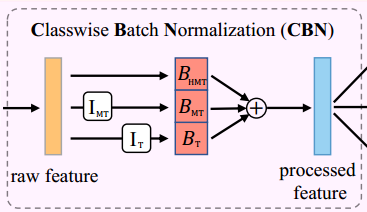 Classwise Batch Normalization (CBN)
B_HMT
I_MT
B_MT
I_T
B_T
raw feature
processed
feature